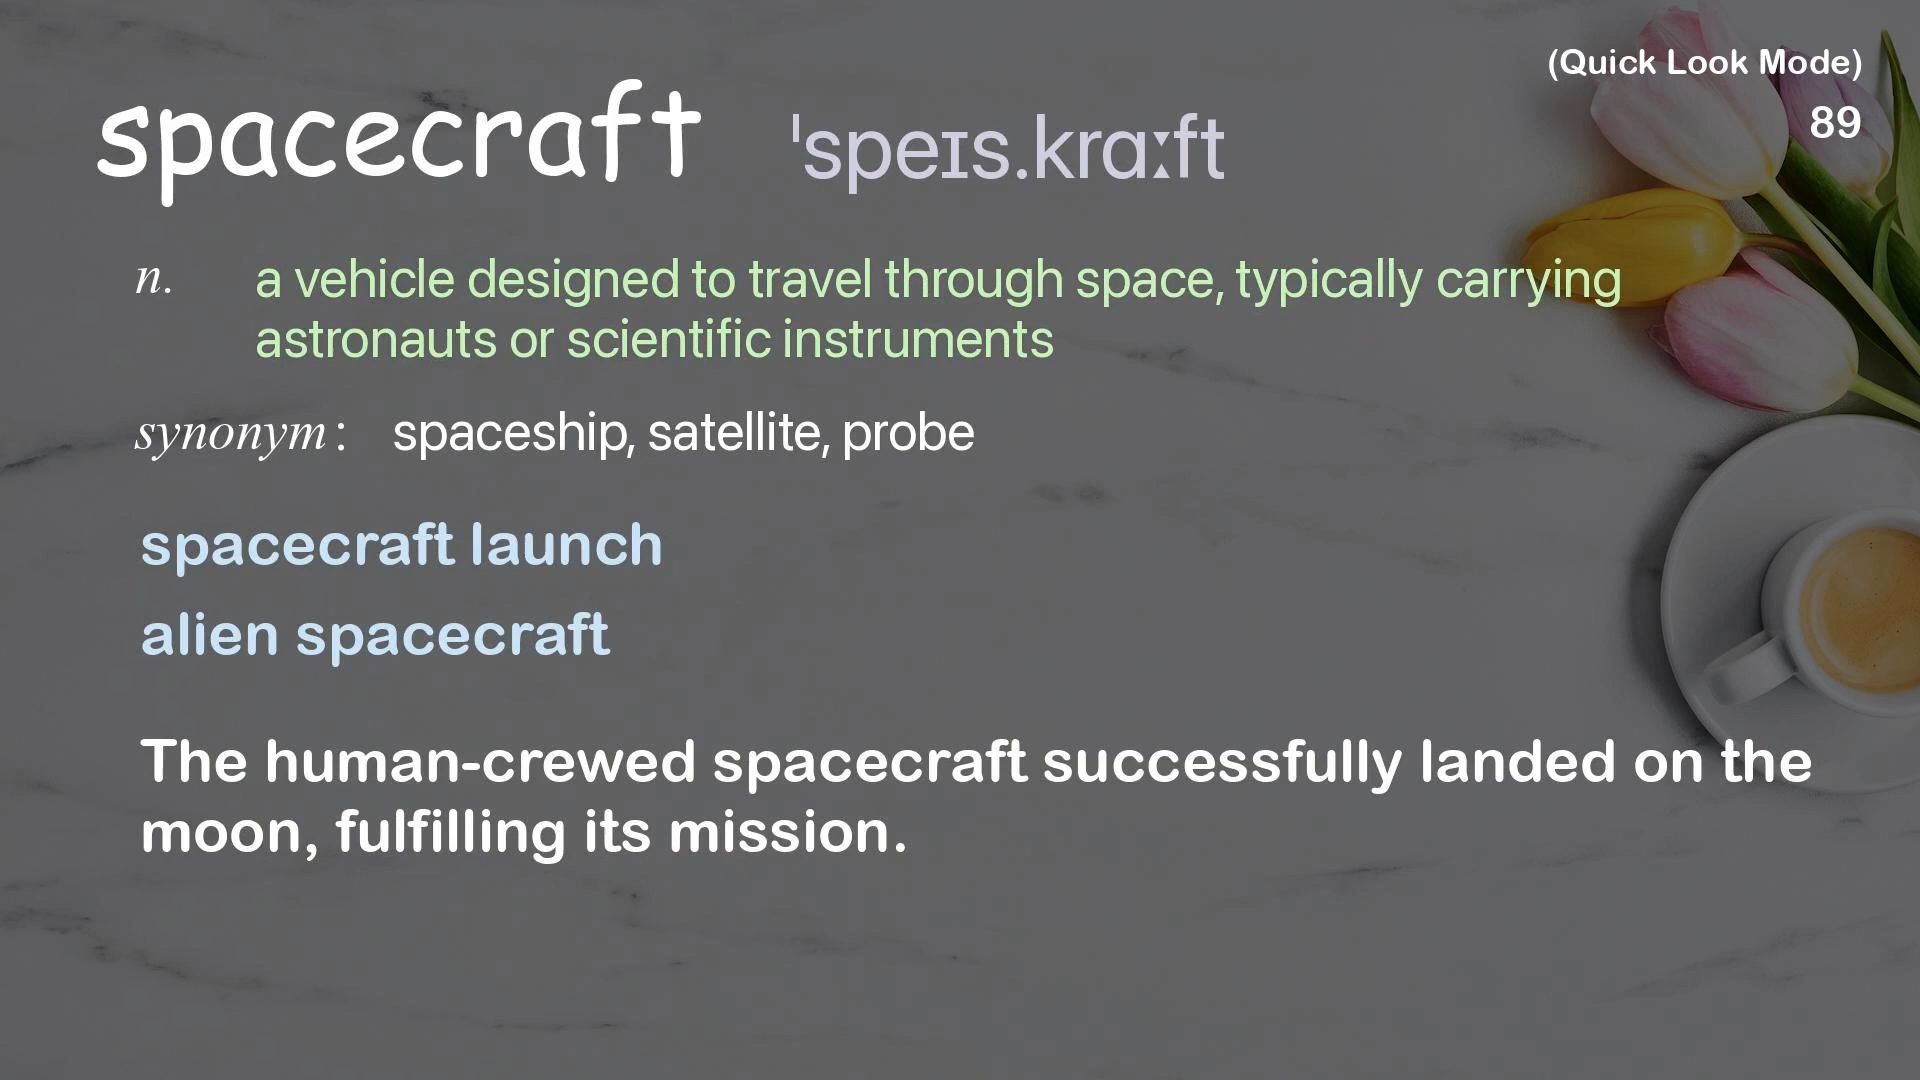 (Quick Look Mode)
89
spacecraft ˈspeɪs.krɑːft
n. a vehicle designed to travel through space, typically carrying
astronauts or scientific instruments
synonym: spaceship, satellite, probe
spacecraft launch
alien spacecraft
The human-crewed spacecraft successfully landed on the
moon, fulfilling its mission.